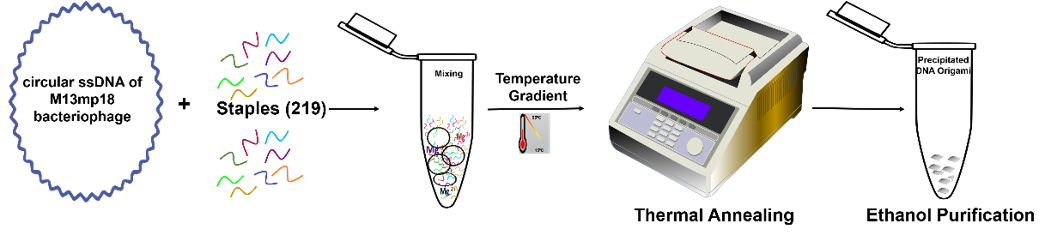 circular ssDNA of
M13mp18
bacteriophage
+
Staples (219)
Mixing
Temperature
Gradient
Thermal Annealing
Precipitated
DNA Origami
Ethanol Purification